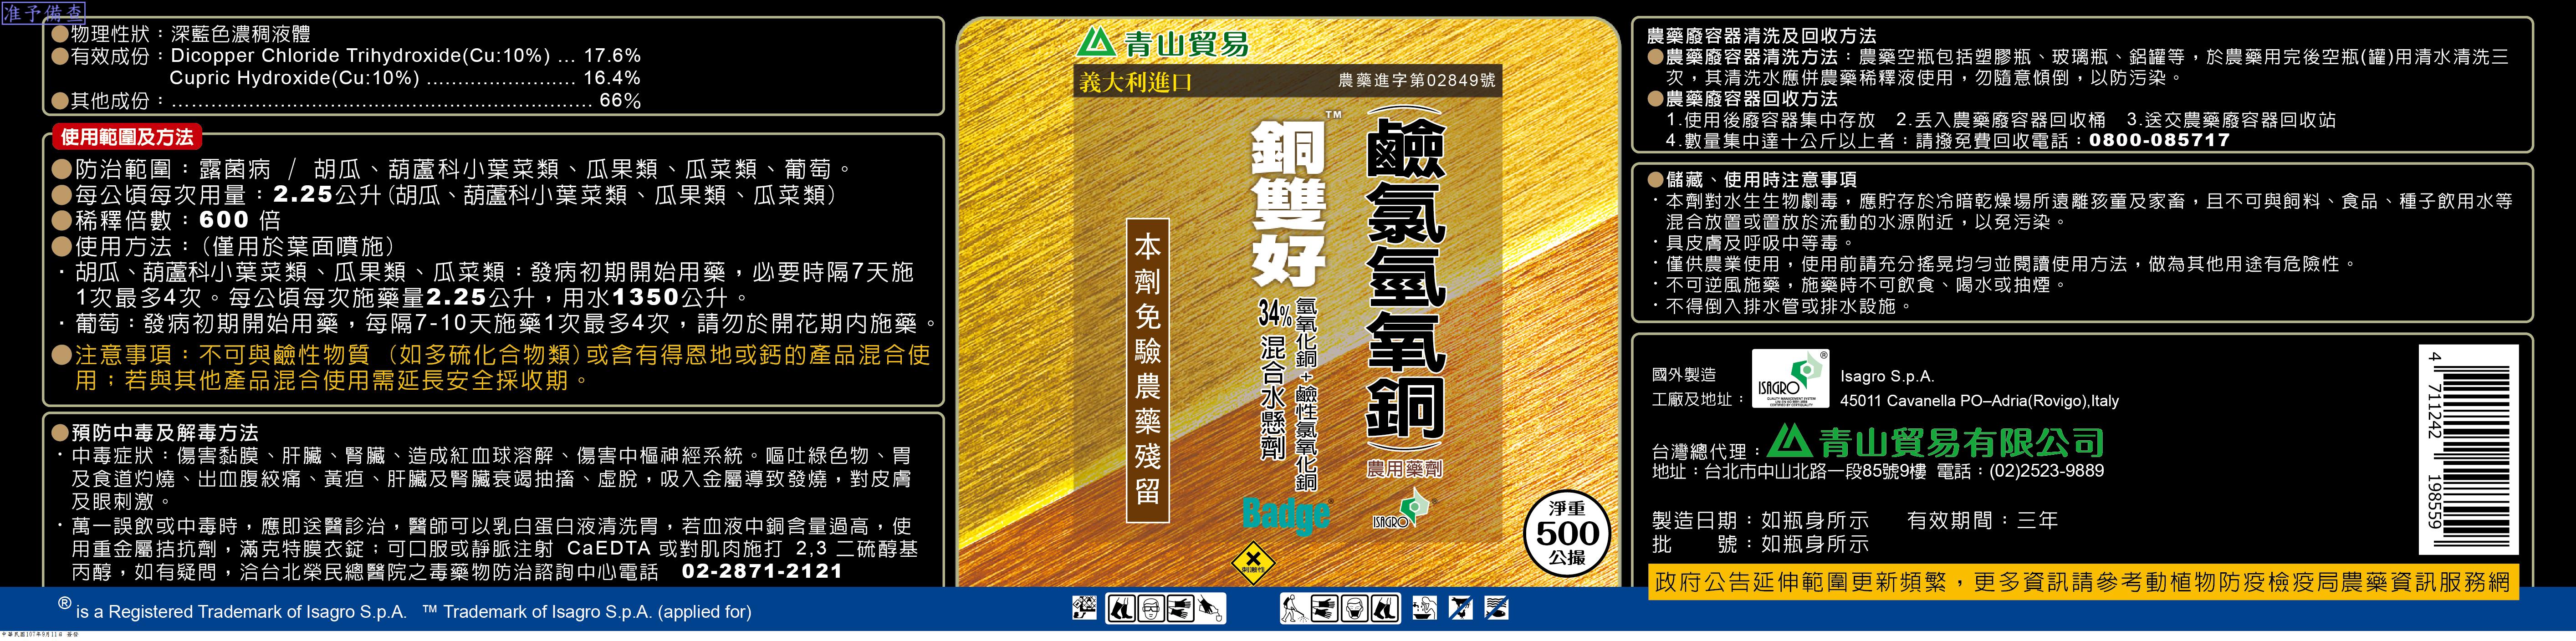 准予備查
●物理性狀：深藍色濃稠液體
●有效成份：Dicopper Chloride Trihydroxide(Cu:10%) ... 17.6%
Cupric Hydroxide(Cu:10%) ........................ 16.4%
●其他成份：................................................................ 66%
使用範圍及方法
●防治範圍：露菌病 / 胡瓜、葫蘆科小葉菜類、瓜果類、瓜菜類、葡萄。
●每公頃每次用量：2.25公升(胡瓜、葫蘆科小葉菜類、瓜果類、瓜菜類)
●稀釋倍數：600 倍
●使用方法：(僅用於葉面噴施)
・胡瓜、葫蘆科小葉菜類、瓜果類、瓜菜類：發病初期開始用藥，必要時隔7天施
1次最多4次。每公頃每次施藥量2.25公升，用水1350公升。
・葡萄：發病初期開始用藥，每隔7-10天施藥1次最多4次，請勿於開花期內施藥。
●注意事項：不可與鹼性物質 (如多硫化合物類)或含有得恩地或鈣的產品混合使
用；若與其他產品混合使用需延長安全採收期。
●預防中毒及解毒方法
・中毒症狀：傷害黏膜、肝臟、腎臟、造成紅血球溶解、傷害中樞神經系統。嘔吐綠色物、胃
及食道灼燒、出血腹絞痛、黃疸、肝臟及腎臟衰竭抽搐、虛脫，吸入金屬導致發燒，對皮膚
及眼刺激。
・萬一誤飲或中毒時，應即送醫診治，醫師可以乳白蛋白液清洗胃，若血液中銅含量過高，使
用重金屬拮抗劑，滿克特膜衣錠；可口服或靜脈注射 CaEDTA 或對肌肉施打 2,3 二硫醇基
丙醇，如有疑問，洽台北榮民總醫院之毒藥物防治諮詢中心電話 02-2871-2121
® is a Registered Trademark of Isagro S.p.A. ™ Trademark of Isagro S.p.A. (applied for)
中華民國107年9月11日 簽發
青山貿易
義大利進口
農藥進字第02849號
(鹼氯氫氧銅)
農用藥劑
ISAGRO®
銅雙好™
氫氧化銅+鹼性氯氧化銅
34% 混合水懸劑
Badge®
本劑免驗農藥殘留
刺激性
淨重
500
公撮
農藥廢容器清洗及回收方法
●農藥廢容器清洗方法：農藥空瓶包括塑膠瓶、玻璃瓶、鋁罐等，於農藥用完後空瓶(罐)用清水清洗三
次，其清洗水應併農藥稀釋液使用，勿隨意傾倒，以防污染。
●農藥廢容器回收方法
1.使用後廢容器集中存放 2.丟入農藥廢容器回收桶 3.送交農藥廢容器回收站
4.數量集中達十公斤以上者：請撥免費回收電話：0800-085717
●儲藏、使用時注意事項
・本劑對水生生物劇毒，應貯存於冷暗乾燥場所遠離孩童及家畜，且不可與飼料、食品、種子飲用水等
混合放置或置放於流動的水源附近，以免污染。
・具皮膚及呼吸中等毒。
・僅供農業使用，使用前請充分搖晃均勻並閱讀使用方法，做為其他用途有危險性。
・不可逆風施藥，施藥時不可飲食、喝水或抽煙。
・不得倒入排水管或排水設施。
國外製造
工廠及地址：
ISAGRO®
Isagro S.p.A.
45011 Cavanella PO–Adria(Rovigo),Italy
台灣總代理：青山貿易有限公司
地址：台北市中山北路一段85號9樓 電話：(02)2523-9889
製造日期：如瓶身所示 有效期間：三年
批 號：如瓶身所示
4 711242 198559
政府公告延伸範圍更新頻繁，更多資訊請參考動植物防疫檢疫局農藥資訊服務網